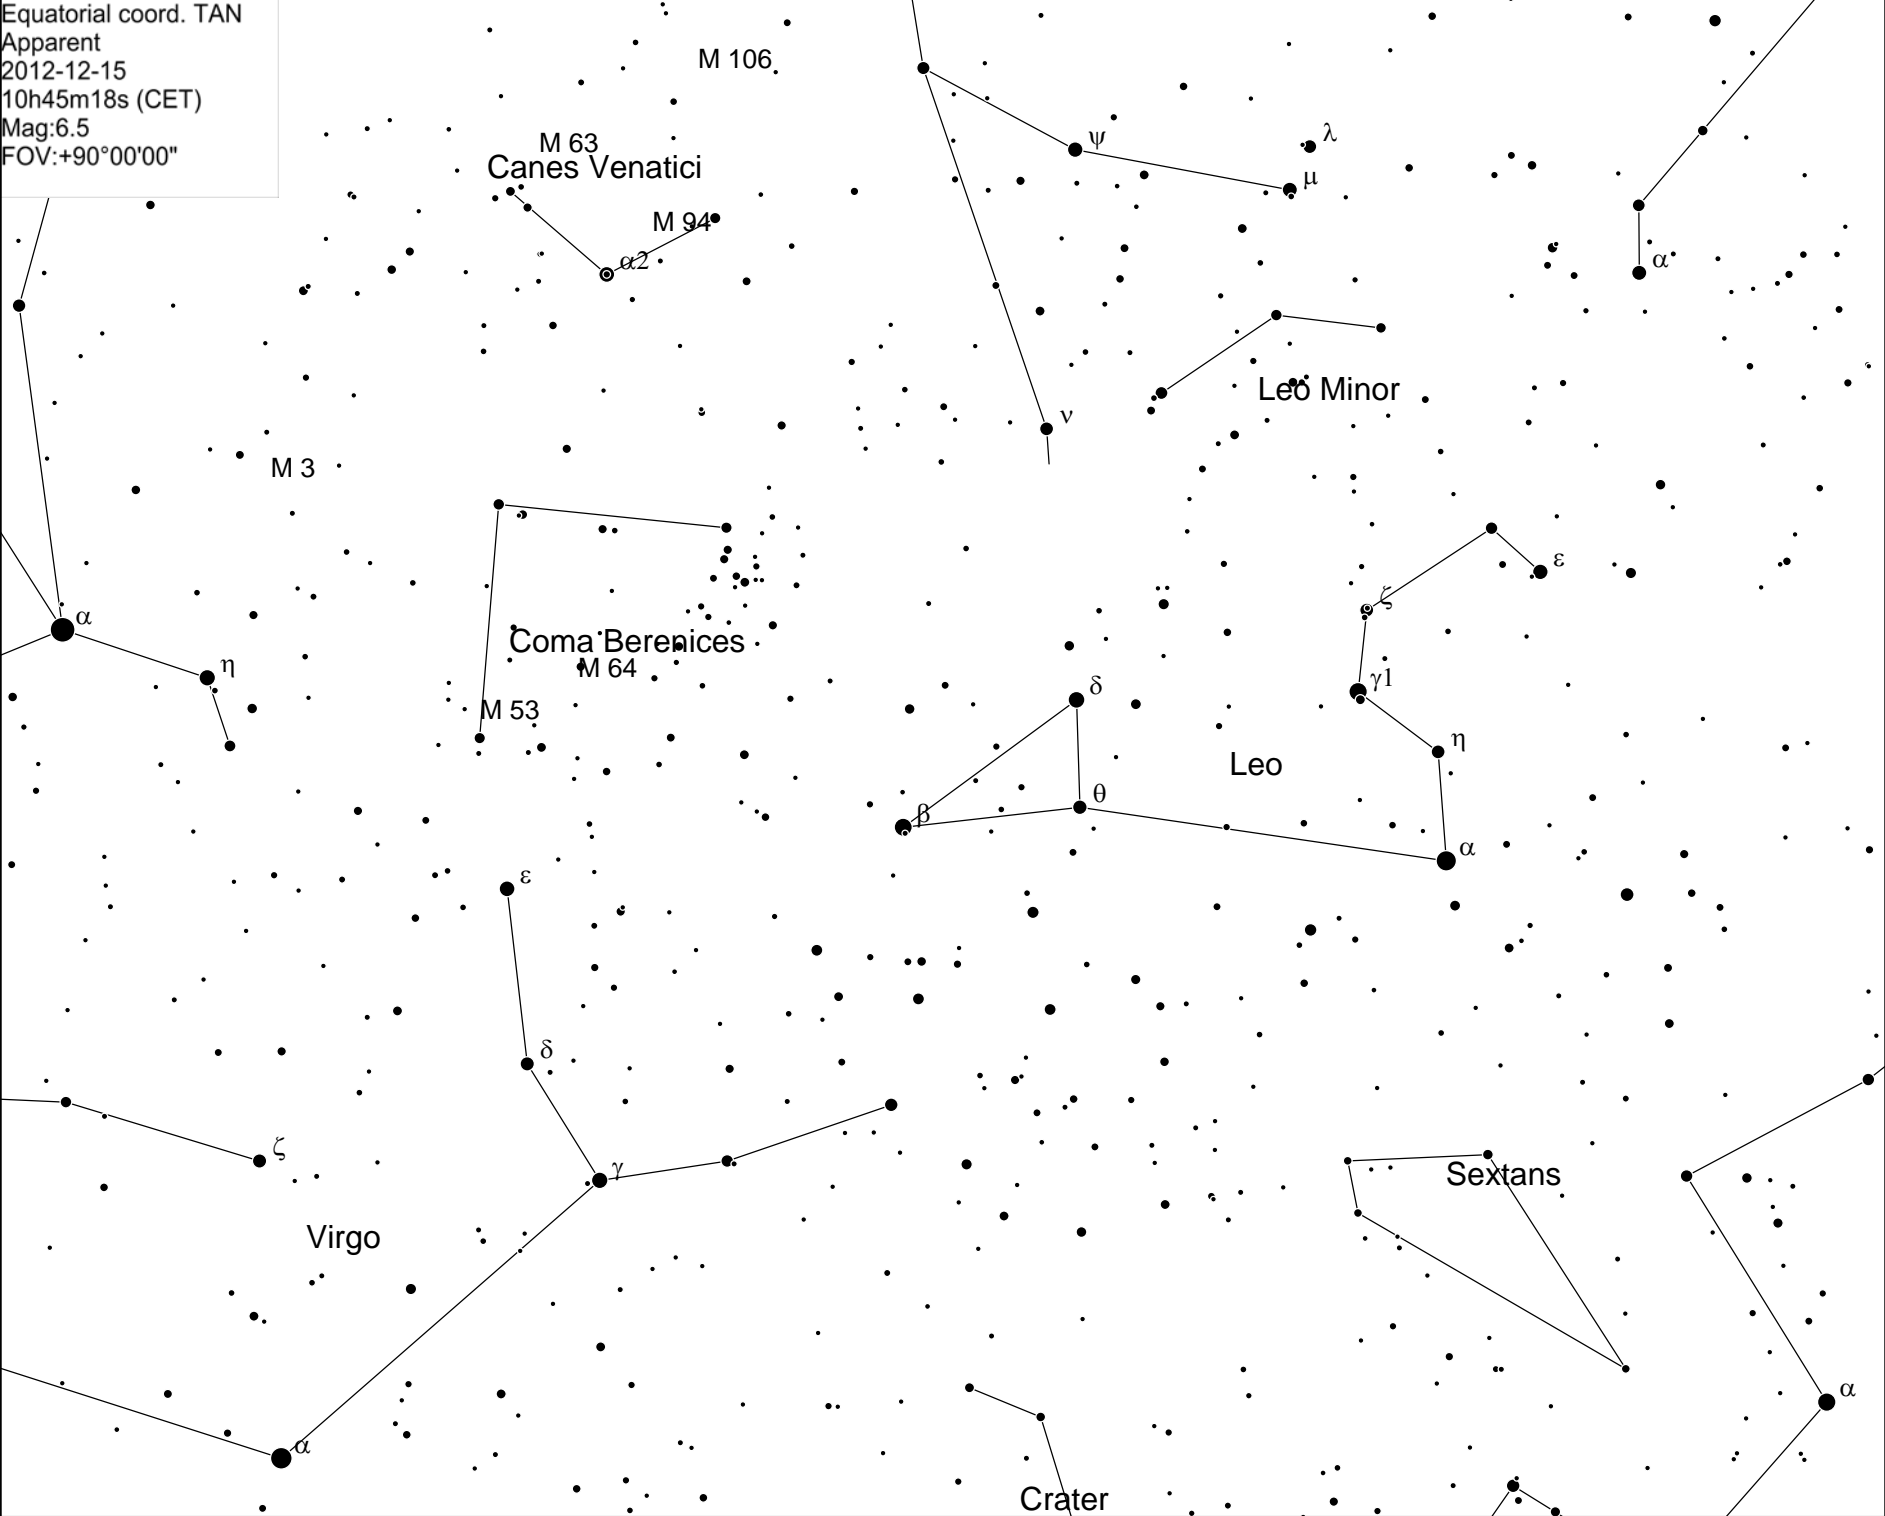 Equatorial coord. TAN
Apparent
2012-12-15
10h45m18s (CET)
Mag:6.5
FOV:+90°00'00"
M 106
M 63
Canes Venatici
M 94
α2
ψ
λ
μ
α
Leo Minor
ν
M 3
ε
ζ
α
Coma Berenices
M 64
η
γ1
δ
M 53
η
Leo
θ
β
α
ε
δ
ζ
γ
Sextans
Virgo
α
α
Crater